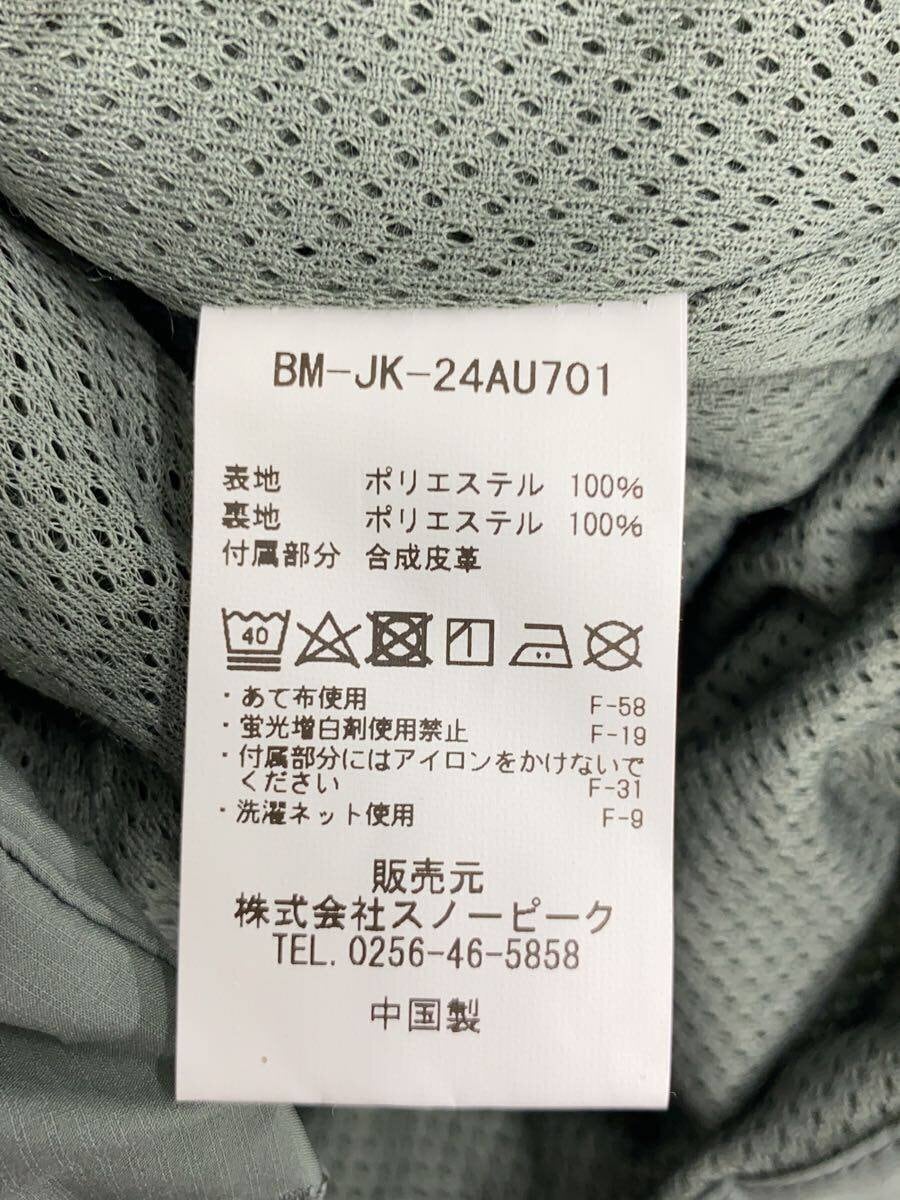 BM-JK-24AU701
表地 ポリエステル 100%
裏地 ポリエステル 100%
付属部分 合成皮革
40
・あて布使用 F-58
・蛍光増白剤使用禁止 F-19
・付属部分にはアイロンをかけないで
ください F-31
・洗濯ネット使用 F-9
販売元
株式会社スノーピーク
TEL. 0256-46-5858
中国製